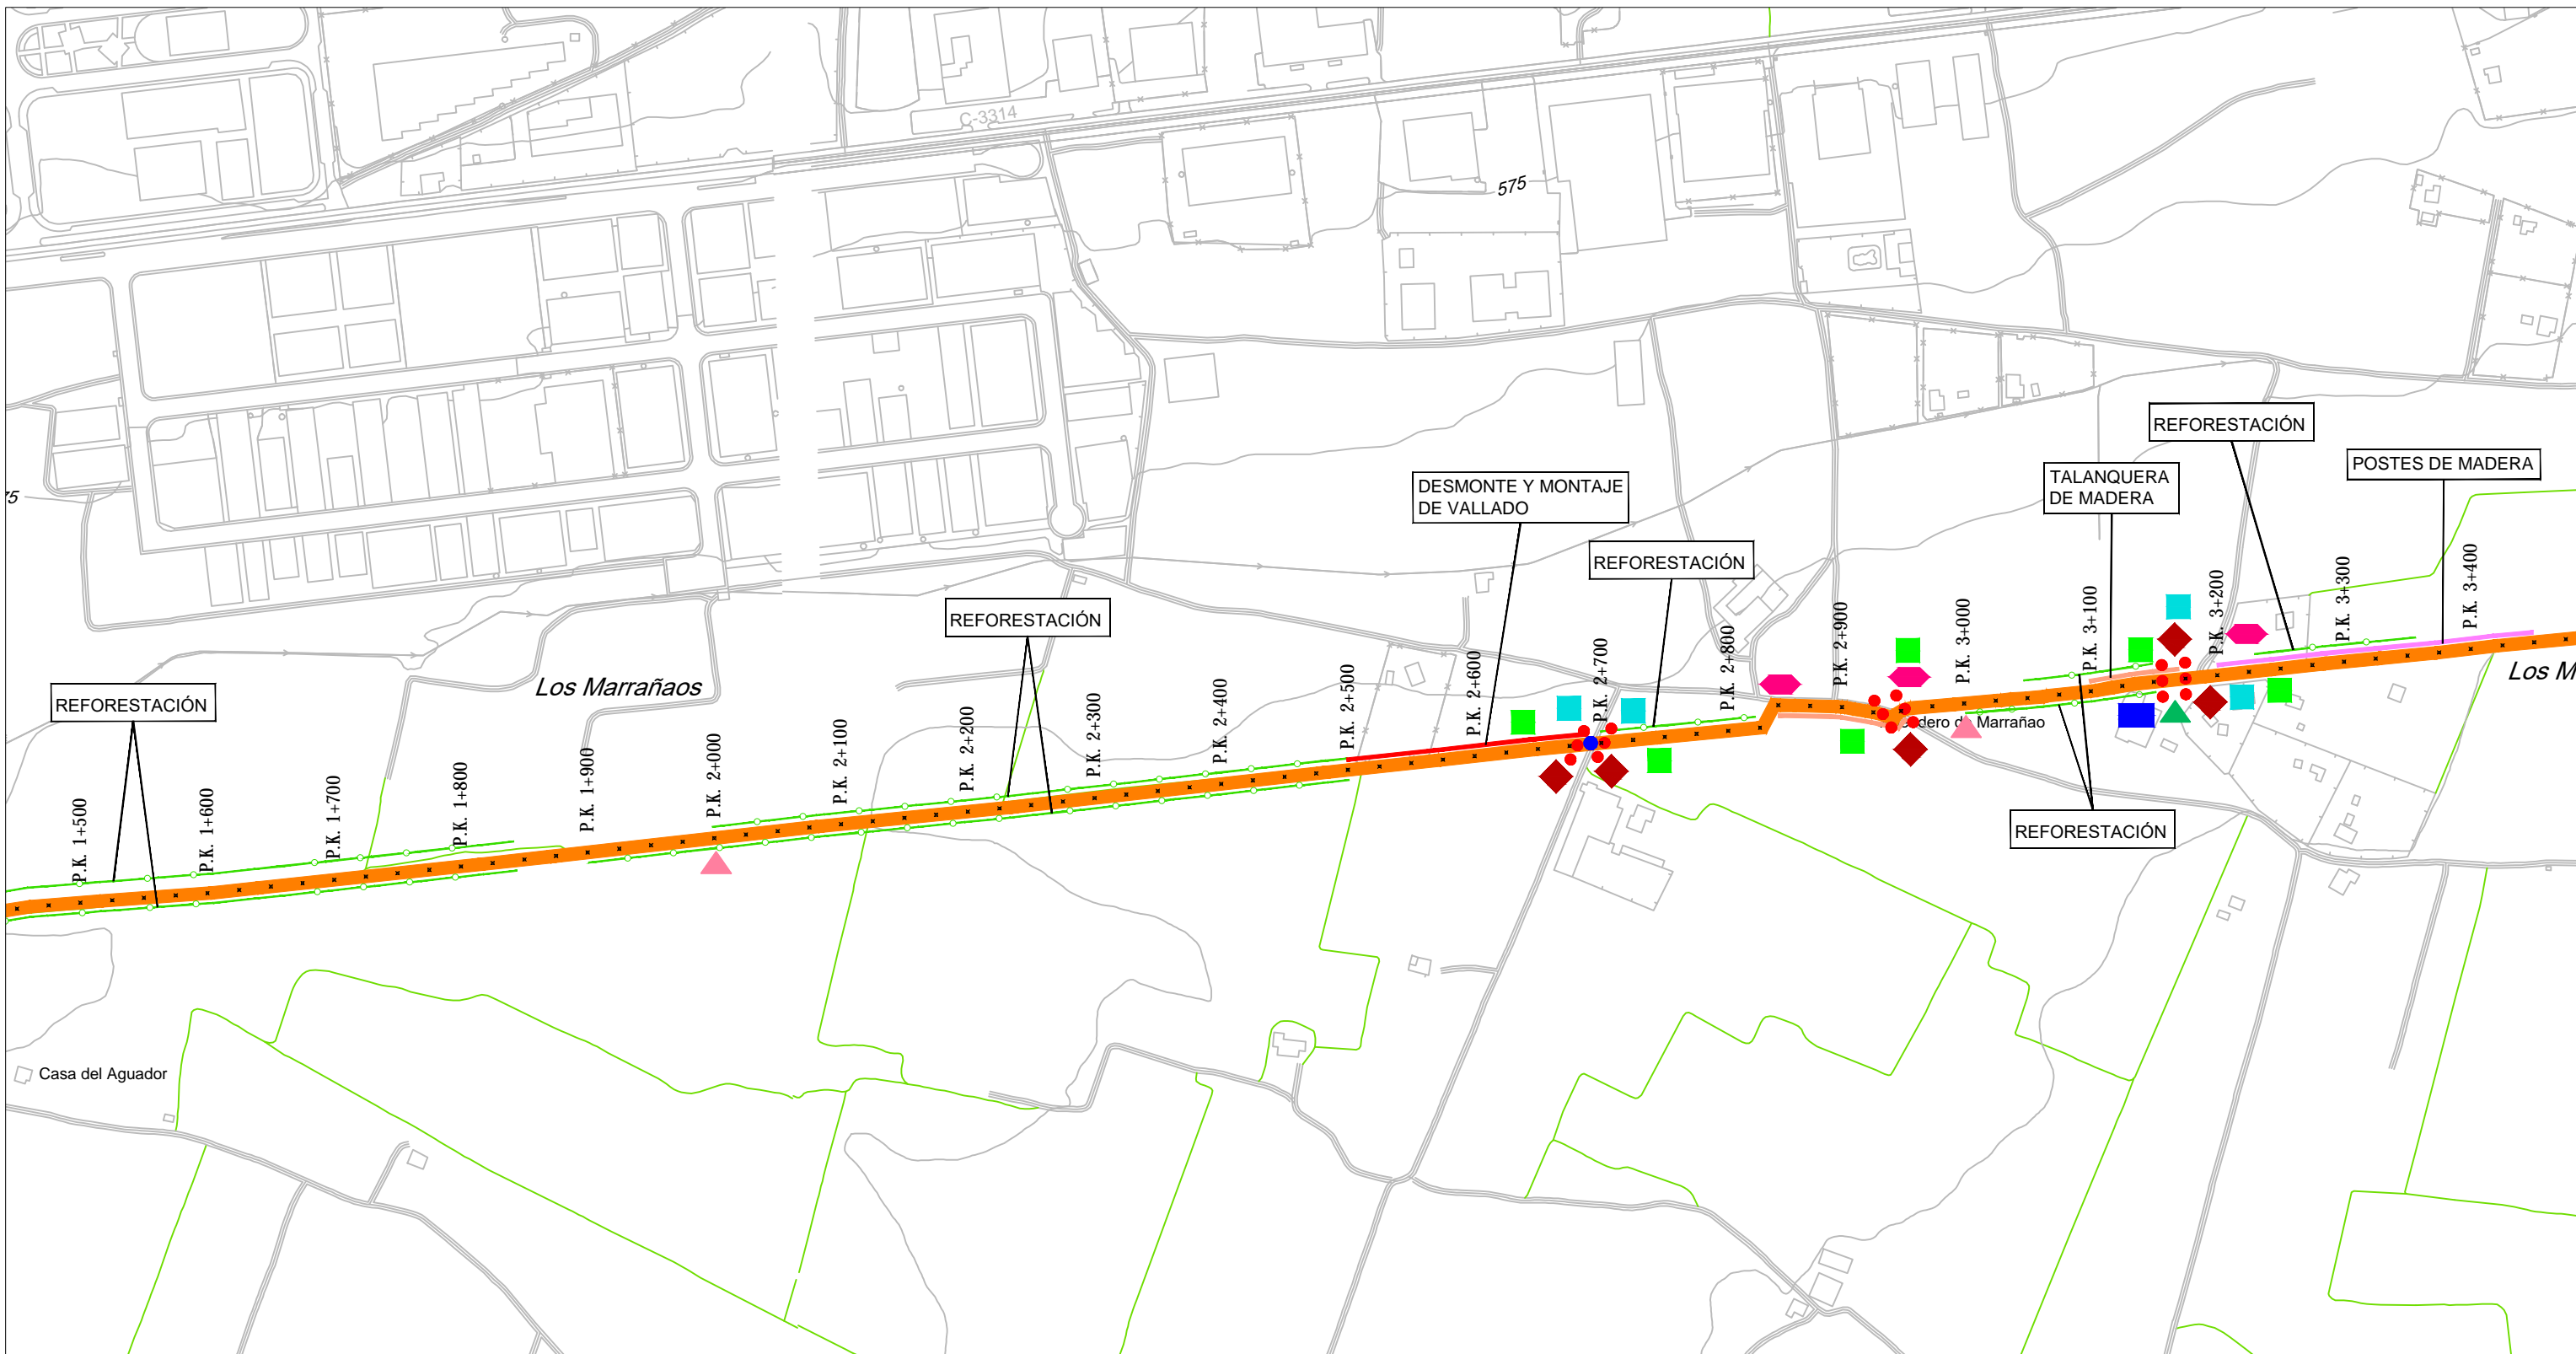 C-3314
575
REFORESTACIÓN
POSTES DE MADERA
TALANQUERA
DE MADERA
DESMONTE Y MONTAJE
DE VALLADO
REFORESTACIÓN
REFORESTACIÓN
REFORESTACIÓN
REFORESTACIÓN
Los Marrañaos
Los M
P.K. 1+500
P.K. 1+600
P.K. 1+700
P.K. 1+800
P.K. 1+900
P.K. 2+000
P.K. 2+100
P.K. 2+200
P.K. 2+300
P.K. 2+400
P.K. 2+500
P.K. 2+600
P.K. 2+700
P.K. 2+800
P.K. 2+900
P.K. 3+000
P.K. 3+100
P.K. 3+200
P.K. 3+300
P.K. 3+400
Marrañao
Casa del Aguador